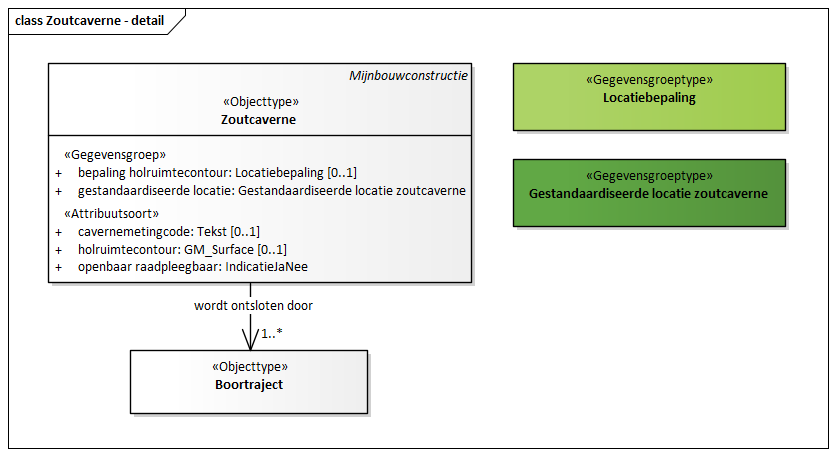 class Zoutcaverne - detail
Mijnbouwconstructie
«Objecttype»
Zoutcaverne
«Gegevensgroep»
+ bepaling holruimtecontour: Locatiebepaling [0..1]
+ gestandaardiseerde locatie: Gestandaardiseerde locatie zoutcaverne
«Attribuutsoort»
+ cavernemetingcode: Tekst [0..1]
+ holruimtecontour: GM_Surface [0..1]
+ openbaar raadpleegbaar: IndicatieJaNee
wordt ontsloten door
1..*
«Objecttype»
Boortraject
«Gegevensgroeptype»
Locatiebepaling
«Gegevensgroeptype»
Gestandaardiseerde locatie zoutcaverne